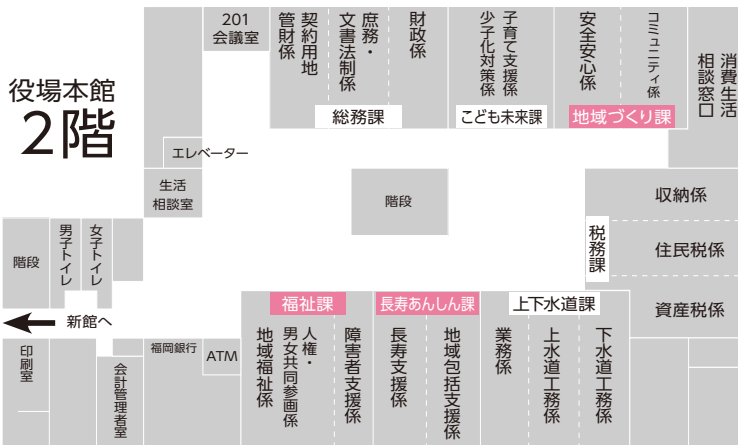 役場本館
2階
201
会議室
契約用地
管財係
庶務・
文書法制係
財政係
総務課
子育て支援係
少子化対策係
こども未来課
安全安心係
コミュニティ係
地域づくり課
消費生活
相談窓口
エレベーター
生活
相談室
階段
収納係
税務課
住民税係
資産税係
階段
男子トイレ
女子トイレ
新館へ
印刷室
会計管理者室
福岡銀行
ATM
福祉課
地域福祉係
人権・
男女共同参画係
障害者支援係
長寿あんしん課
長寿支援係
地域包括支援係
上下水道課
業務係
上水道工務係
下水道工務係